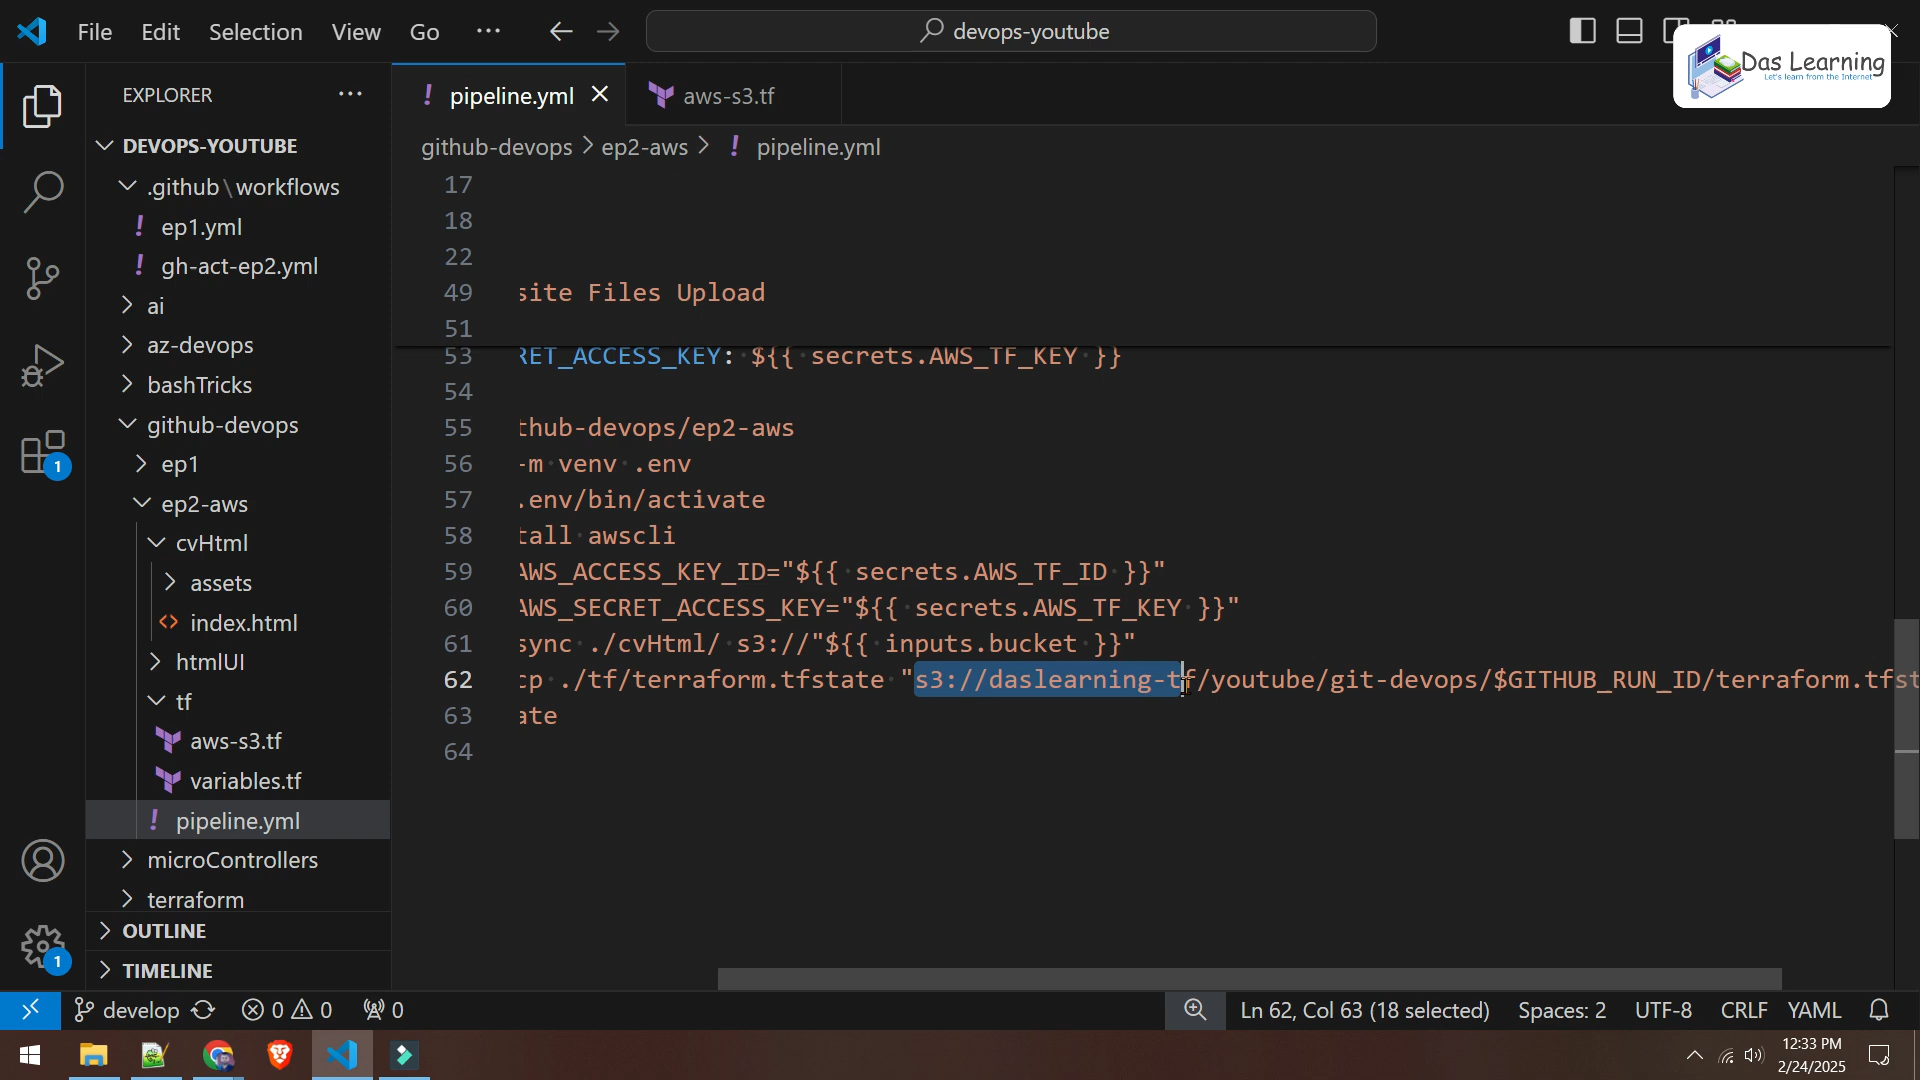 File Edit Selection View Go ··· devops-youtube
Das Learning
Let's learn from the Internet
EXPLORER ···
DEVOPS-YOUTUBE
.github\workflows
! ep1.yml
! gh-act-ep2.yml
ai
az-devops
bashTricks
github-devops
ep1
ep2-aws
cvHtml
assets
<> index.html
htmlUI
tf
aws-s3.tf
variables.tf
! pipeline.yml
microControllers
terraform
OUTLINE
TIMELINE
! pipeline.yml
aws-s3.tf
github-devops > ep2-aws > ! pipeline.yml
17
18
22
49 site Files Upload
51
53 RET_ACCESS_KEY: ${{ secrets.AWS_TF_KEY }}
54
55 thub-devops/ep2-aws
56 -m venv .env
57 .env/bin/activate
58 tall awscli
59 AWS_ACCESS_KEY_ID="${{ secrets.AWS_TF_ID }}"
60 AWS_SECRET_ACCESS_KEY="${{ secrets.AWS_TF_KEY }}"
61 sync ./cvHtml/ s3://"${{ inputs.bucket }}"
62 cp ./tf/terraform.tfstate "s3://daslearning-tf/youtube/git-devops/$GITHUB_RUN_ID/terraform.tfst
63 ate
64
1
1
develop 0 0 0 Ln 62, Col 63 (18 selected) Spaces: 2 UTF-8 CRLF YAML
12:33 PM
2/24/2025